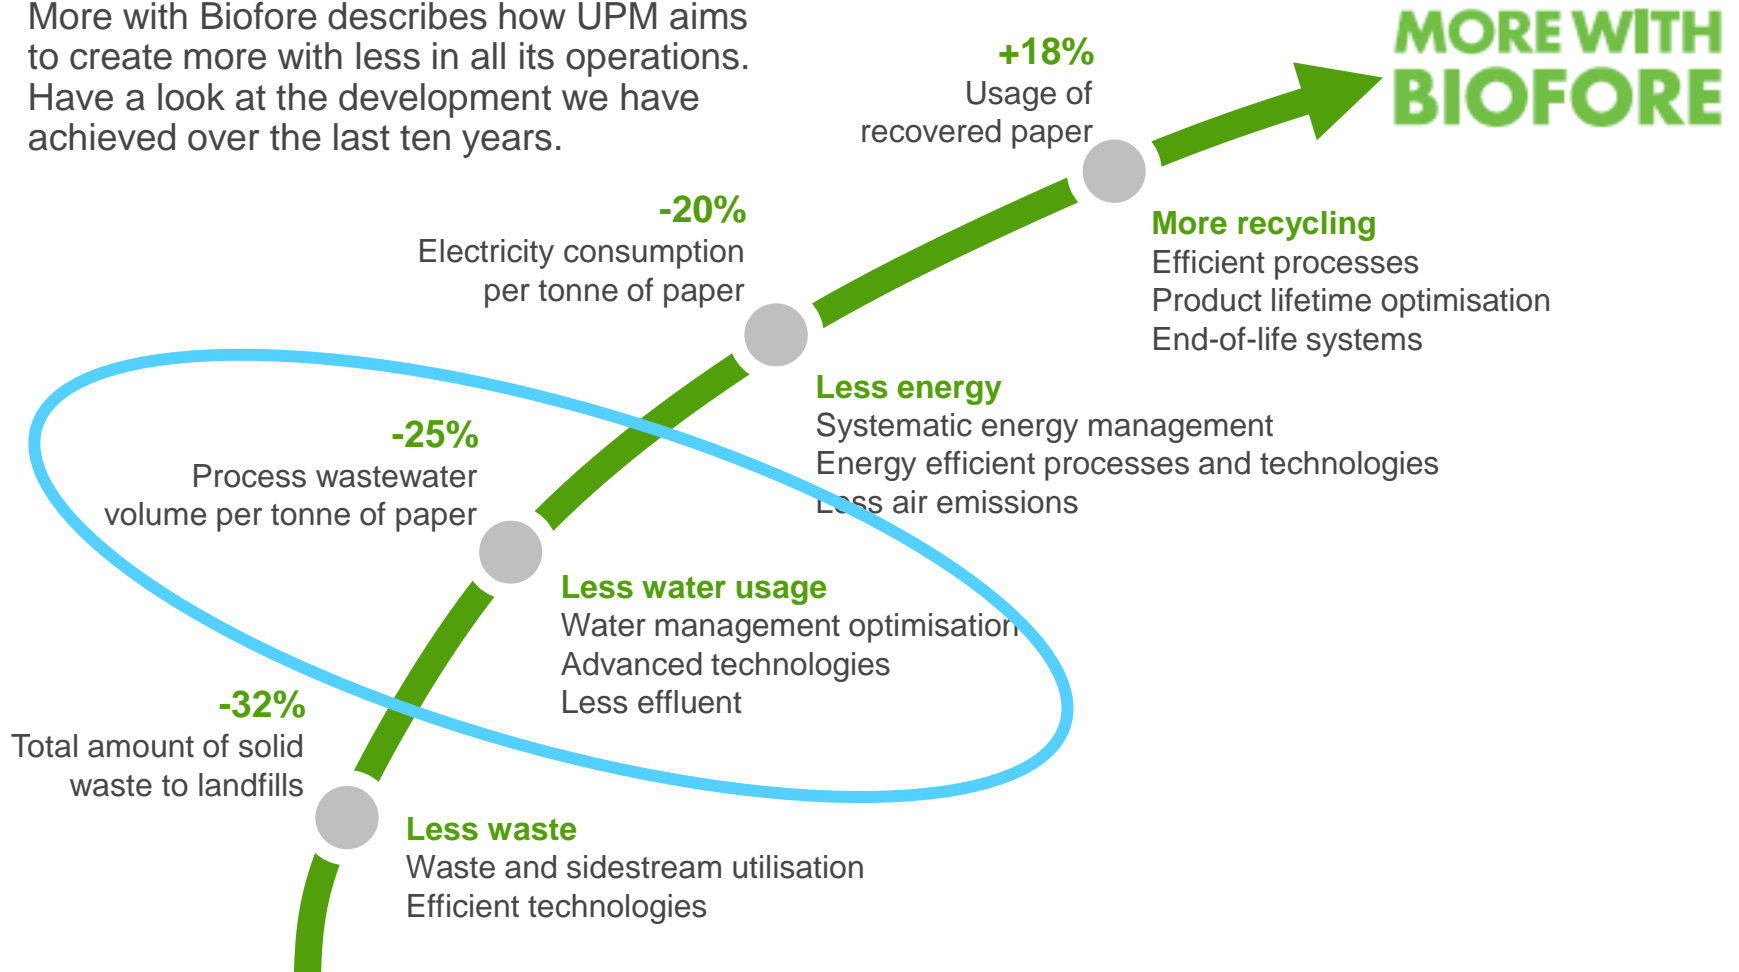 More with Biofore describes how UPM aims
to create more with less in all its operations.
Have a look at the development we have
achieved over the last ten years.
MORE WITH
BIOFORE
+18%
Usage of
recovered paper
More recycling
Efficient processes
Product lifetime optimisation
End-of-life systems
-20%
Electricity consumption
per tonne of paper
Less energy
Systematic energy management
Energy efficient processes and technologies
Less air emissions
-25%
Process wastewater
volume per tonne of paper
Less water usage
Water management optimisation
Advanced technologies
Less effluent
-32%
Total amount of solid
waste to landfills
Less waste
Waste and sidestream utilisation
Efficient technologies